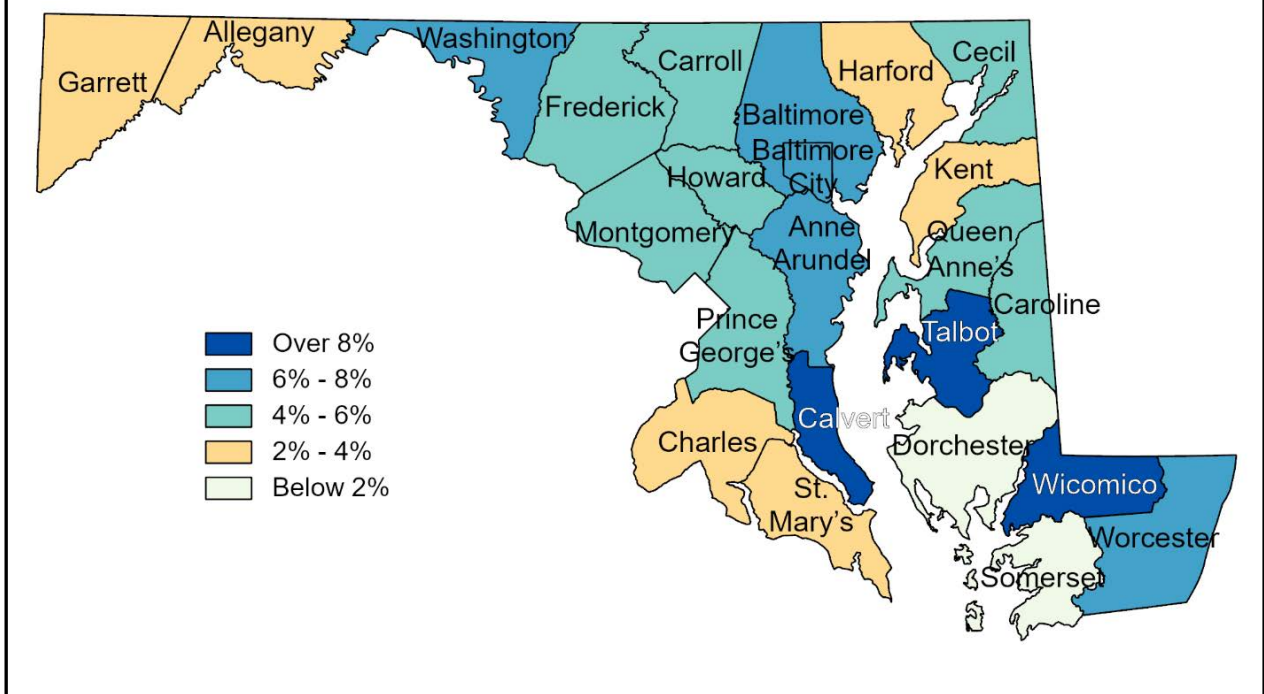 Allegany
Washington
Garrett
Carroll
Cecil
Harford
Frederick
Baltimore
Baltimore
City
Kent
Howard
Montgomery
Anne
Arundel
Queen
Anne's
Caroline
Prince
George's
Talbot
Over 8%
6% - 8%
4% - 6%
2% - 4%
Below 2%
Calvert
Charles
Dorchester
St.
Mary's
Wicomico
Worcester
Somerset